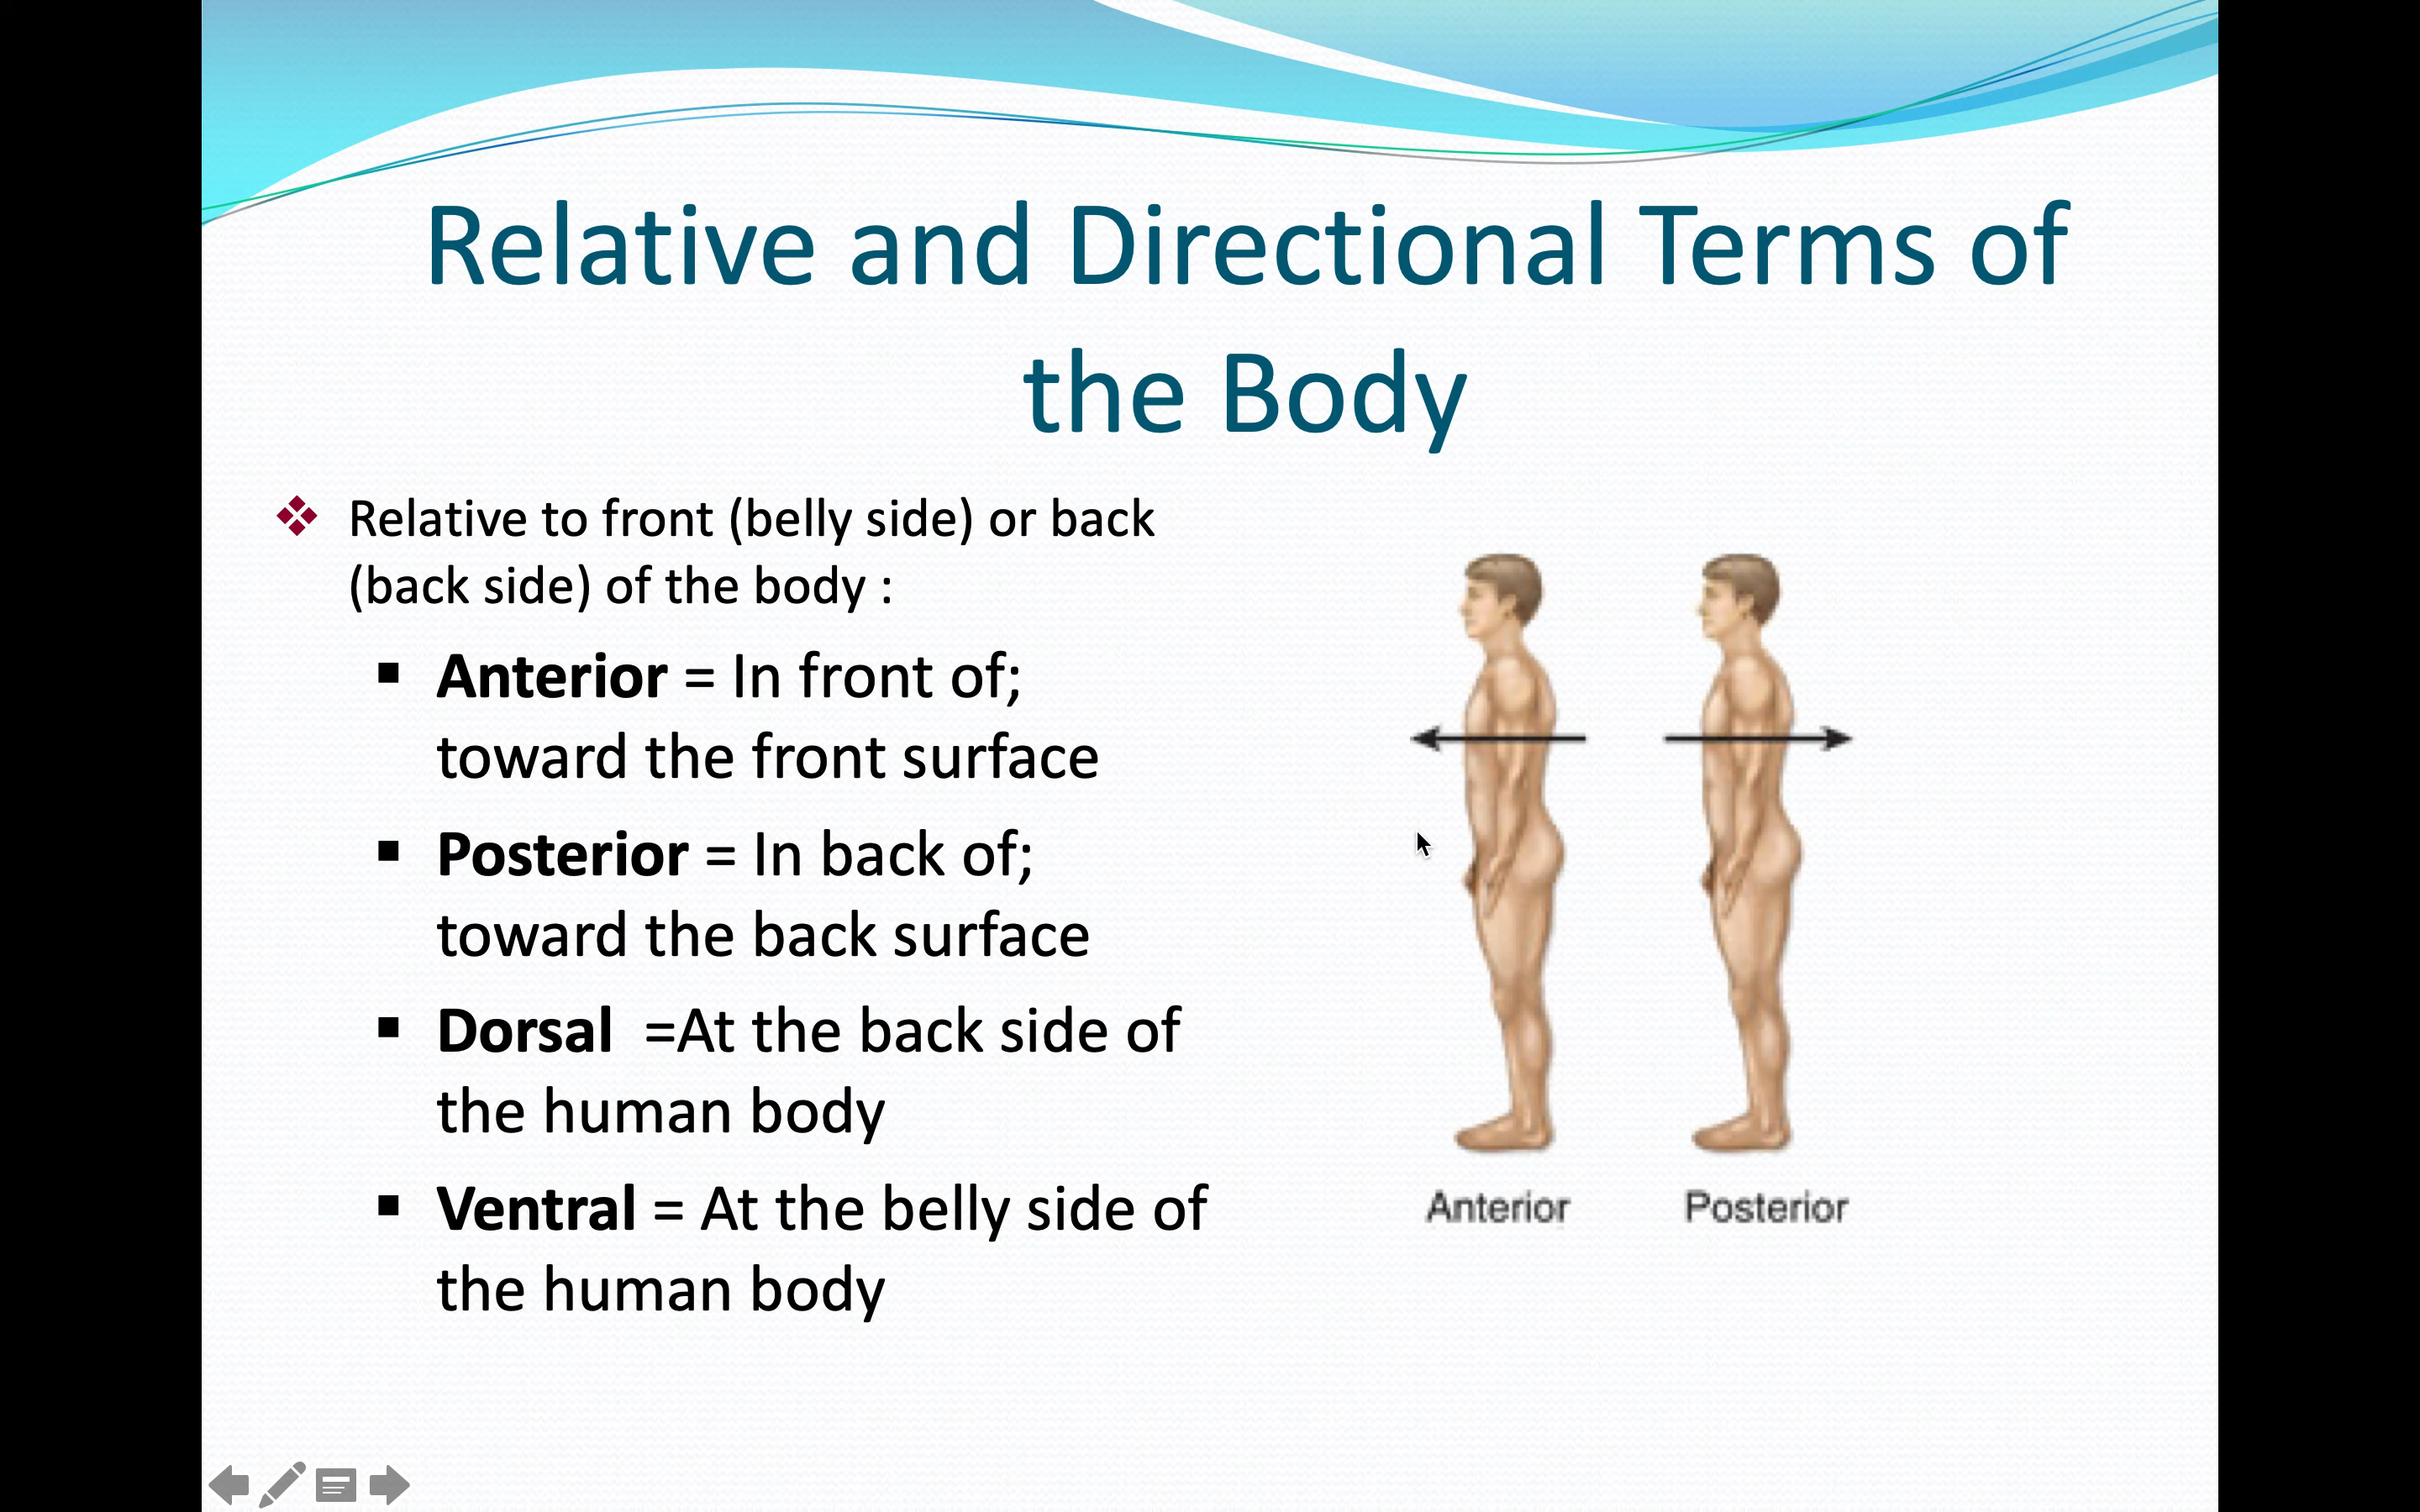 Relative and Directional Terms of
the Body
Relative to front (belly side) or back
(back side) of the body :
Anterior = In front of;
toward the front surface
Posterior = In back of;
toward the back surface
Dorsal  =At the back side of
the human body
Ventral = At the belly side of
the human body
Anterior
Posterior